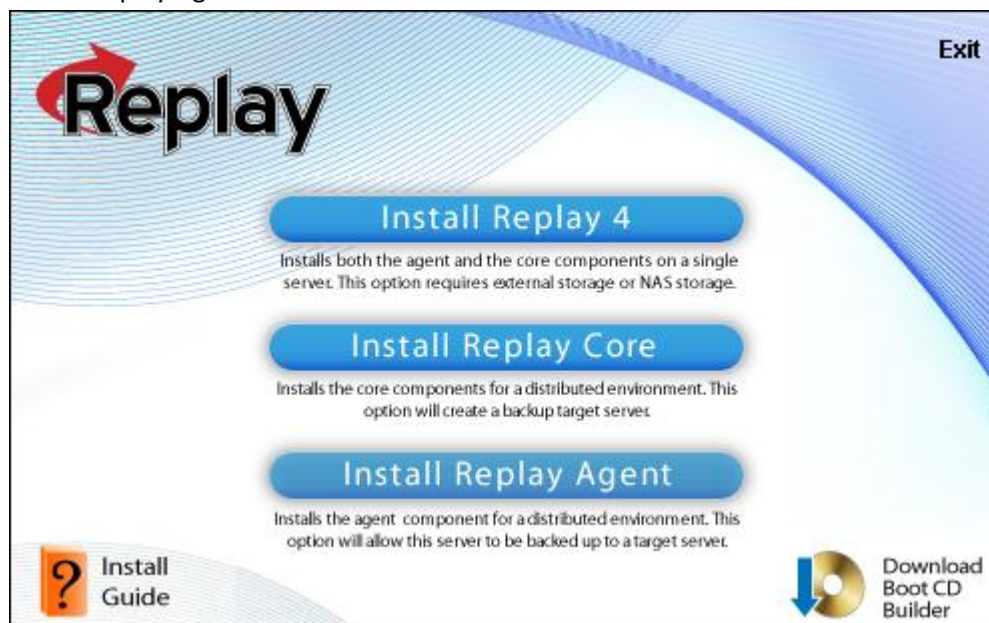 Exit
Replay
Install Replay 4
Installs both the agent and the core components on a single
server. This option requires external storage or NAS storage.
Install Replay Core
Installs the core components for a distributed environment. This
option will create a backup target server.
Install Replay Agent
Installs the agent component for a distributed environment. This
option will allow this server to be backed up to a target server.
Install
Guide
Download
Boot CD
Builder